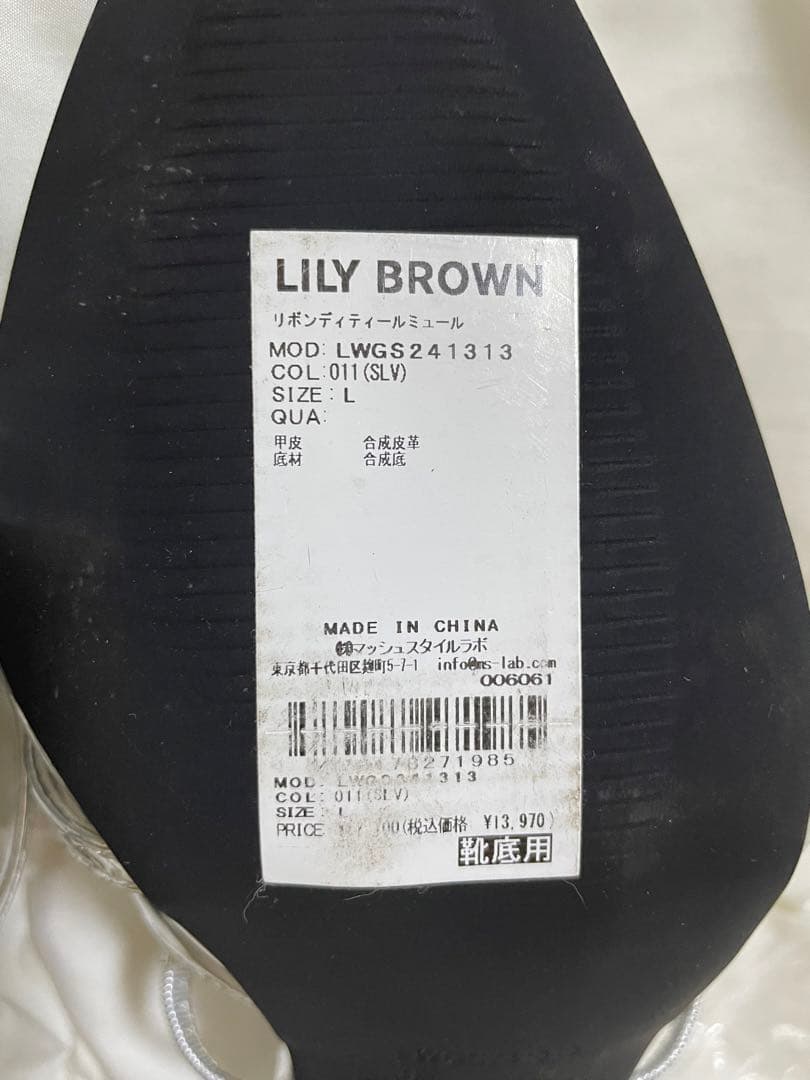 LILY BROWN
リボンディティールミュール
MOD: LWGS241313
COL:011(SLV)
SIZE: L
QUA:
甲皮 合成皮革
底材 合成底
MADE IN CHINA
㈱マッシュスタイルラボ
東京都千代田区麹町5-7-1 info@ms-lab.com
006061
78271985
MOD:
COL: 011(SLV)
SIZE: L
PRICE (税込価格 ¥13,970)
靴底用